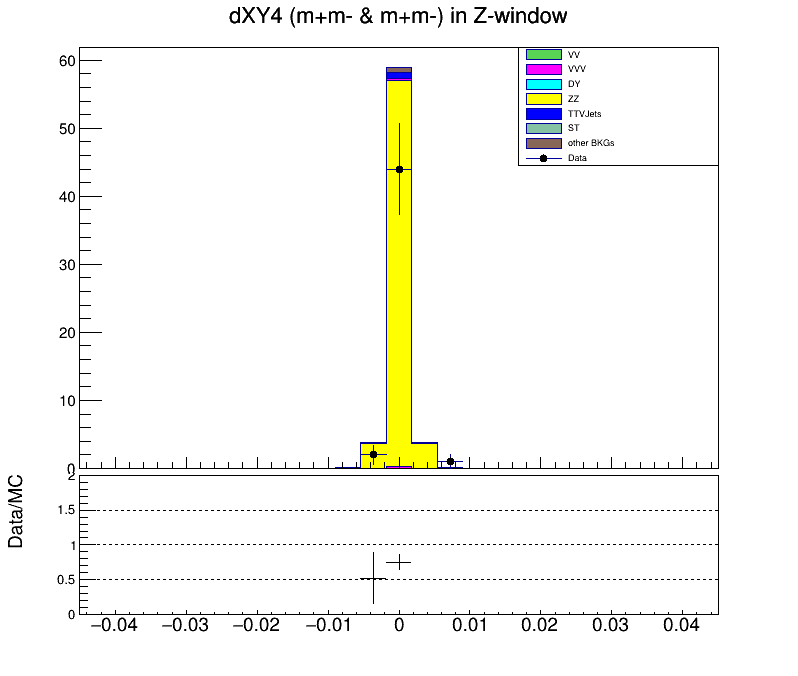 dXY4 (m+m- & m+m-) in Z-window
VV
VVV
DY
ZZ
TTVJets
ST
other BKGs
Data
60
50
40
30
20
10
0
Data/MC
2
1.5
1
0.5
0
−0.04 −0.03 −0.02 −0.01 0 0.01 0.02 0.03 0.04